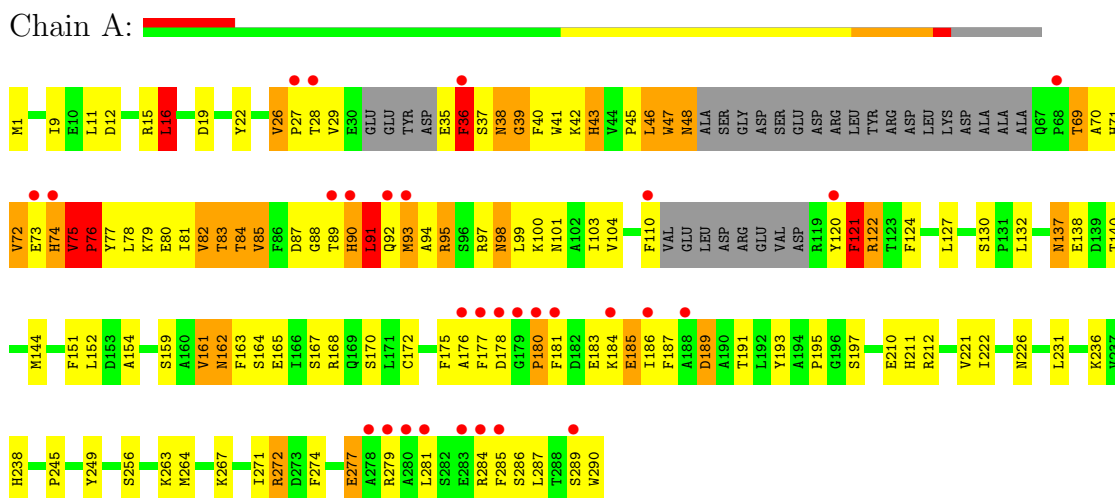 Chain A:
M1 I9 E10 L11 D12 R15 L16 D19 Y22 V26 P27 T28 V29 E30 GLU GLU TYR ASP E35 F36 S37 N38 G39 F40 W41 K42 H43 V44 P45 L46 W47 N48 ALA SER GLY ASP SER GLU ASP ARG LEU TYR ARG ASP LEU LYS ASP ALA ALA ALA Q67 P68 T69 A70 H71
V72 E73 H74 V75 P76 Y77 L78 K79 E80 I81 V82 T83 T84 V85 F86 D87 G88 T89 H90 L91 Q92 M93 A94 R95 S96 R97 N98 L99 K100 N101 A102 I103 V104 F110 VAL GLU LEU ASP ARG GLU VAL ASP R119 Y120 F121 R122 T123 F124 L127 S130 P131 L132 N137 E138 D139 T140
M144 F151 L152 D153 A154 S159 A160 V161 N162 F163 S164 E165 I166 S167 R168 Q169 S170 L171 C172 F175 A176 F177 D178 G179 P180 F181 D182 E183 K184 E185 I186 F187 A188 D189 A190 T191 L192 Y193 A194 P195 G196 S197 E210 H211 R212 V221 I222 N226 L231 K236 V237
H238 P245 Y249 S256 K263 M264 K267 I271 R272 D273 F274 E277 A278 R279 A280 L281 S282 E283 R284 F285 S286 L287 T288 S289 W290